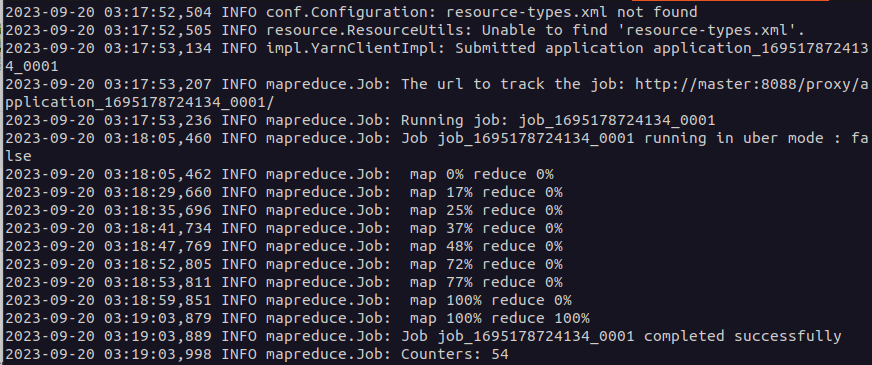 2023-09-20 03:17:52,504 INFO conf.Configuration: resource-types.xml not found
2023-09-20 03:17:52,505 INFO resource.ResourceUtils: Unable to find 'resource-types.xml'.
2023-09-20 03:17:53,134 INFO impl.YarnClientImpl: Submitted application application_169517872413
4_0001
2023-09-20 03:17:53,207 INFO mapreduce.Job: The url to track the job: http://master:8088/proxy/a
pplication_1695178724134_0001/
2023-09-20 03:17:53,236 INFO mapreduce.Job: Running job: job_1695178724134_0001
2023-09-20 03:18:05,460 INFO mapreduce.Job: Job job_1695178724134_0001 running in uber mode : fa
lse
2023-09-20 03:18:05,462 INFO mapreduce.Job:  map 0% reduce 0%
2023-09-20 03:18:29,660 INFO mapreduce.Job:  map 17% reduce 0%
2023-09-20 03:18:35,696 INFO mapreduce.Job:  map 25% reduce 0%
2023-09-20 03:18:41,734 INFO mapreduce.Job:  map 37% reduce 0%
2023-09-20 03:18:47,769 INFO mapreduce.Job:  map 48% reduce 0%
2023-09-20 03:18:52,805 INFO mapreduce.Job:  map 72% reduce 0%
2023-09-20 03:18:53,811 INFO mapreduce.Job:  map 77% reduce 0%
2023-09-20 03:18:59,851 INFO mapreduce.Job:  map 100% reduce 0%
2023-09-20 03:19:03,879 INFO mapreduce.Job:  map 100% reduce 100%
2023-09-20 03:19:03,889 INFO mapreduce.Job: Job job_1695178724134_0001 completed successfully
2023-09-20 03:19:03,998 INFO mapreduce.Job: Counters: 54